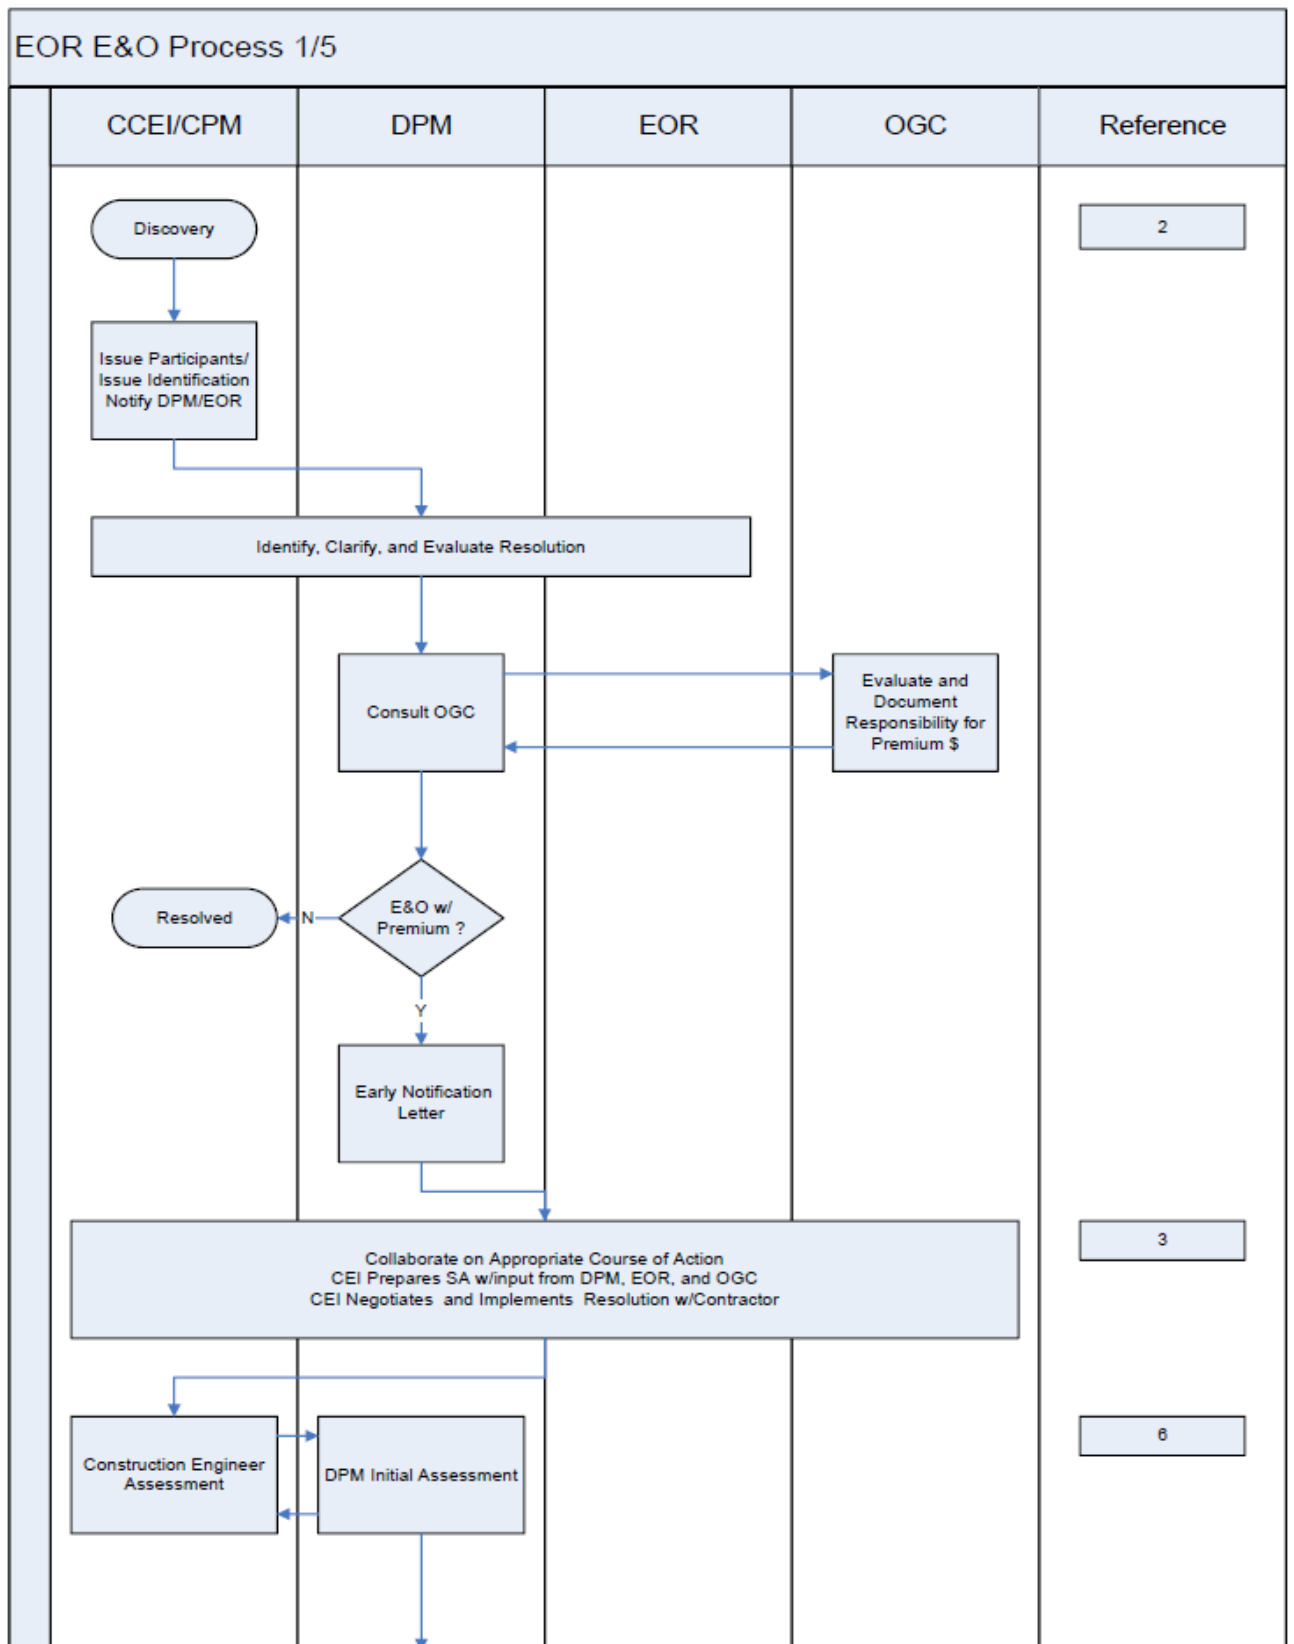 EOR E&O Process 1/5
CCEI/CPM
DPM
EOR
OGC
Reference
Discovery
2
Issue Participants/
Issue Identification
Notify DPM/EOR
Identify, Clarify, and Evaluate Resolution
Consult OGC
Evaluate and
Document
Responsibility for
Premium $
E&O w/
Premium ?
N
Resolved
Y
Early Notification
Letter
Collaborate on Appropriate Course of Action
CEI Prepares SA w/input from DPM, EOR, and OGC
CEI Negotiates and Implements Resolution w/Contractor
3
Construction Engineer
Assessment
DPM Initial Assessment
6